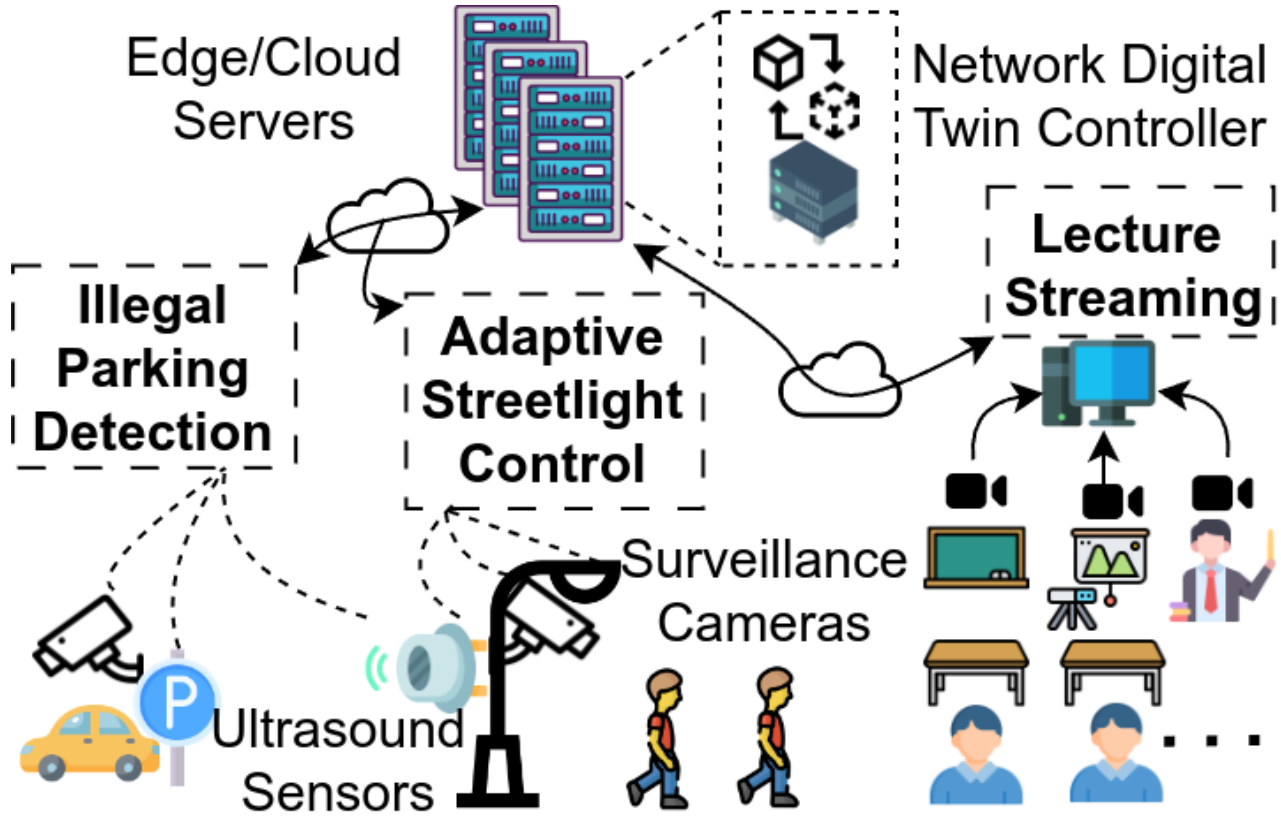 Edge/Cloud
Servers
Network Digital
Twin Controller
Lecture
Streaming
Illegal
Parking
Detection
Adaptive
Streetlight
Control
Surveillance
Cameras
P
Ultrasound
Sensors
. . .